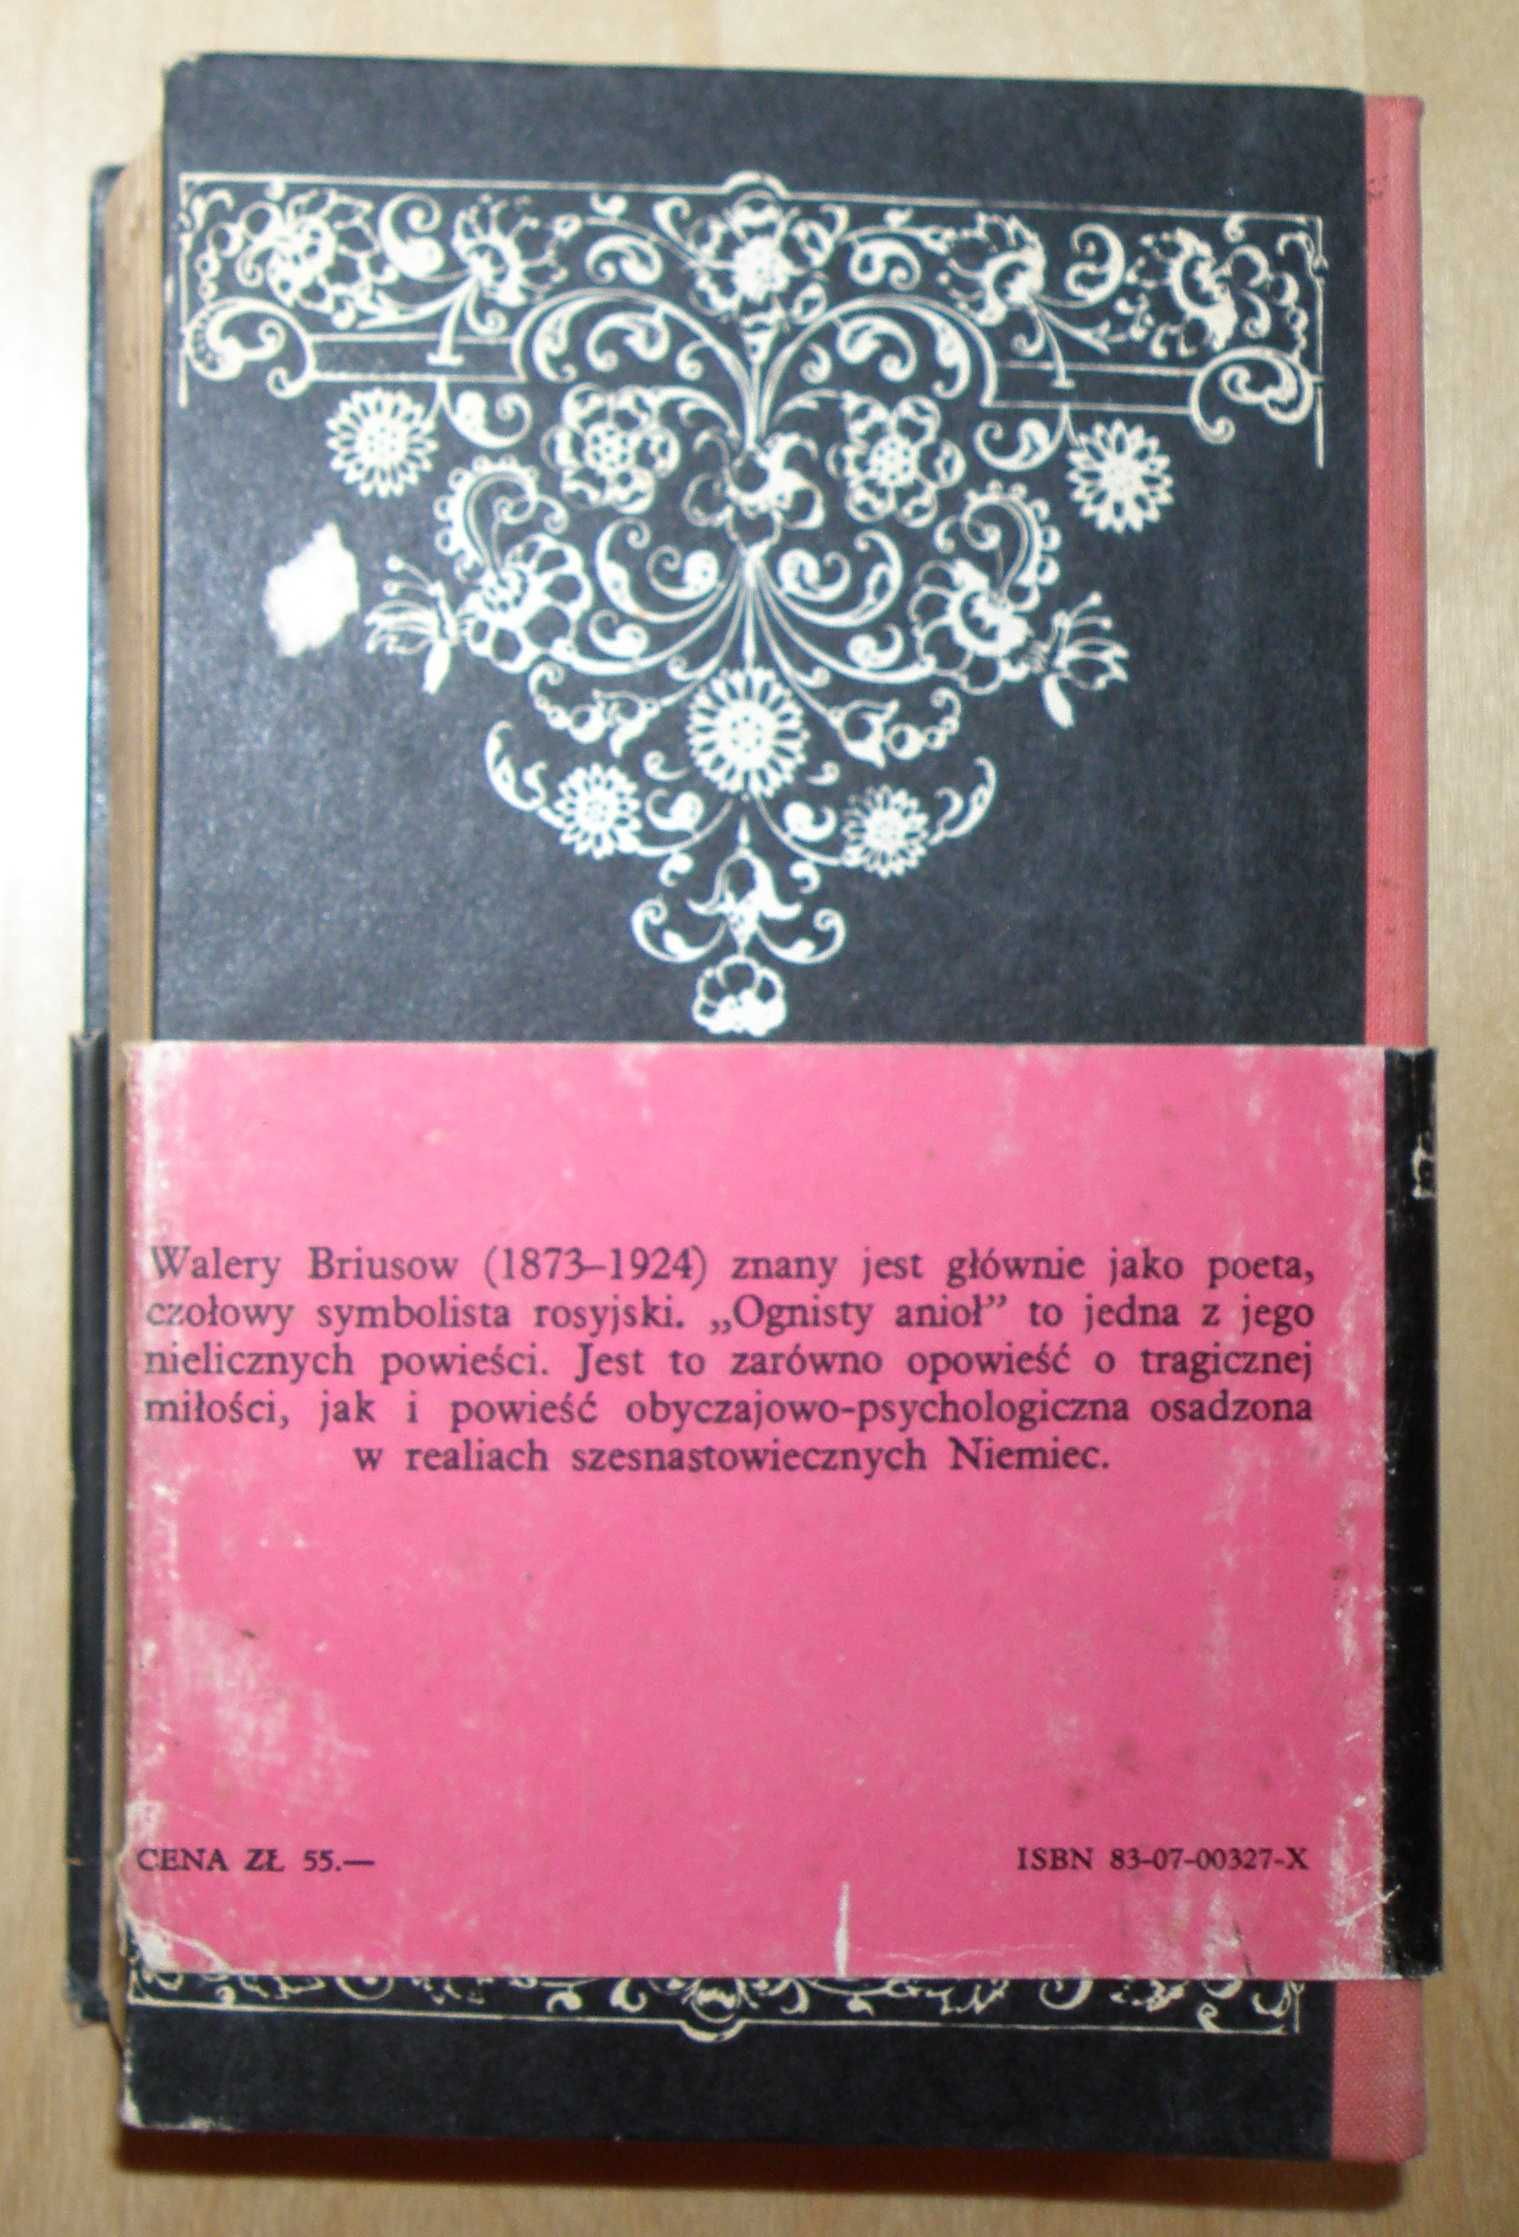 Walery Briusow (1873–1924) znany jest głównie jako poeta,
czołowy symbolista rosyjski. „Ognisty anioł” to jedna z jego
nielicznych powieści. Jest to zarówno opowieść o tragicznej
miłości, jak i powieść obyczajowo-psychologiczna osadzona
w realiach szesnastowiecznych Niemiec.
CENA ZŁ 55.—
ISBN 83-07-00327-X